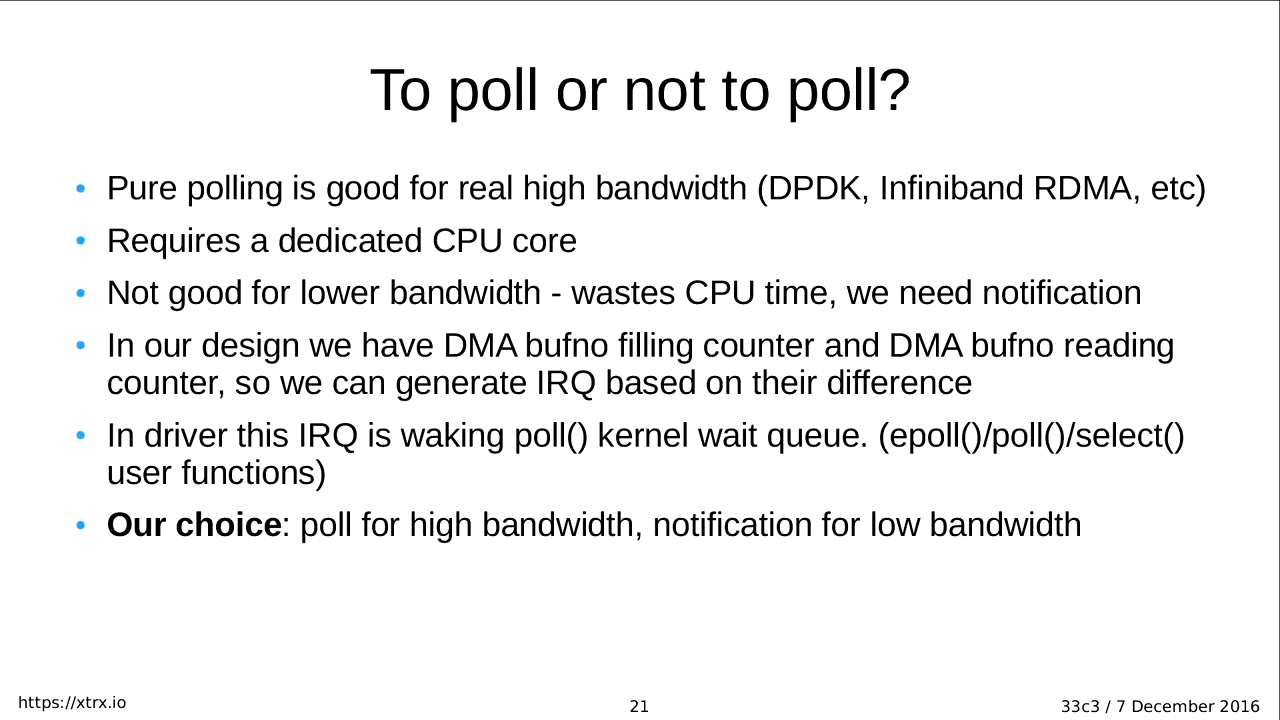 To poll or not to poll?
• Pure polling is good for real high bandwidth (DPDK, Infiniband RDMA, etc)
• Requires a dedicated CPU core
• Not good for lower bandwidth - wastes CPU time, we need notification
• In our design we have DMA bufno filling counter and DMA bufno reading
counter, so we can generate IRQ based on their difference
• In driver this IRQ is waking poll() kernel wait queue. (epoll()/poll()/select()
user functions)
• Our choice: poll for high bandwidth, notification for low bandwidth
https://xtrx.io
21
33c3 / 7 December 2016